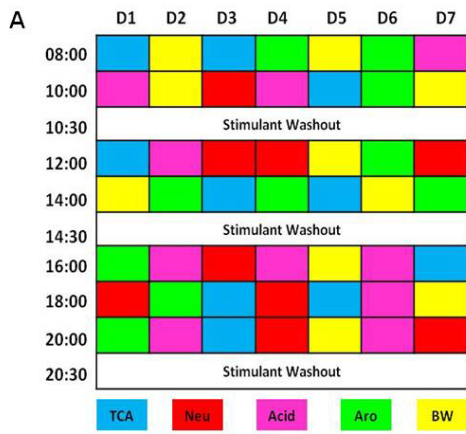 A
D1 D2 D3 D4 D5 D6 D7
08:00
10:00
10:30 Stimulant Washout
12:00
14:00
14:30 Stimulant Washout
16:00
18:00
20:00
20:30 Stimulant Washout
TCA Neu Acid Aro BW